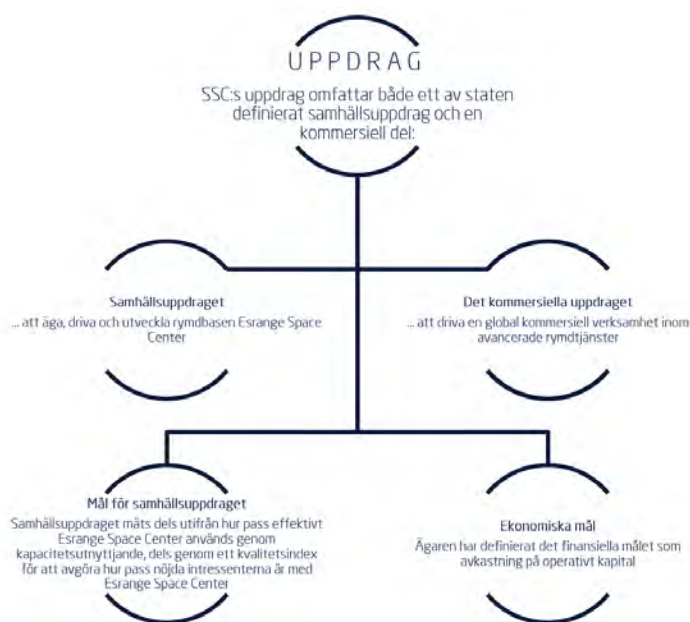 UPPDRAG
SSC:s uppdrag omfattar både ett av staten
definierat samhällsuppdrag och en
kommersiell del:
Samhällsuppdraget
... att äga, driva och utveckla rymdbasen Esrange Space
Center
Det kommersiella uppdraget
... att driva en global kommersiell verksamhet inom
avancerade rymdtjänster
Mål för samhällsuppdraget
Samhällsuppdraget mäts dels utifrån hur pass effektivt
Esrange Space Center används genom
kapacitetsutnyttjande, dels genom ett kvalitetsindex
för att avgöra hur pass nöjda intressenterna är med
Esrange Space Center
Ekonomiska mål
Ägaren har definierat det finansiella målet som
avkastning på operativt kapital